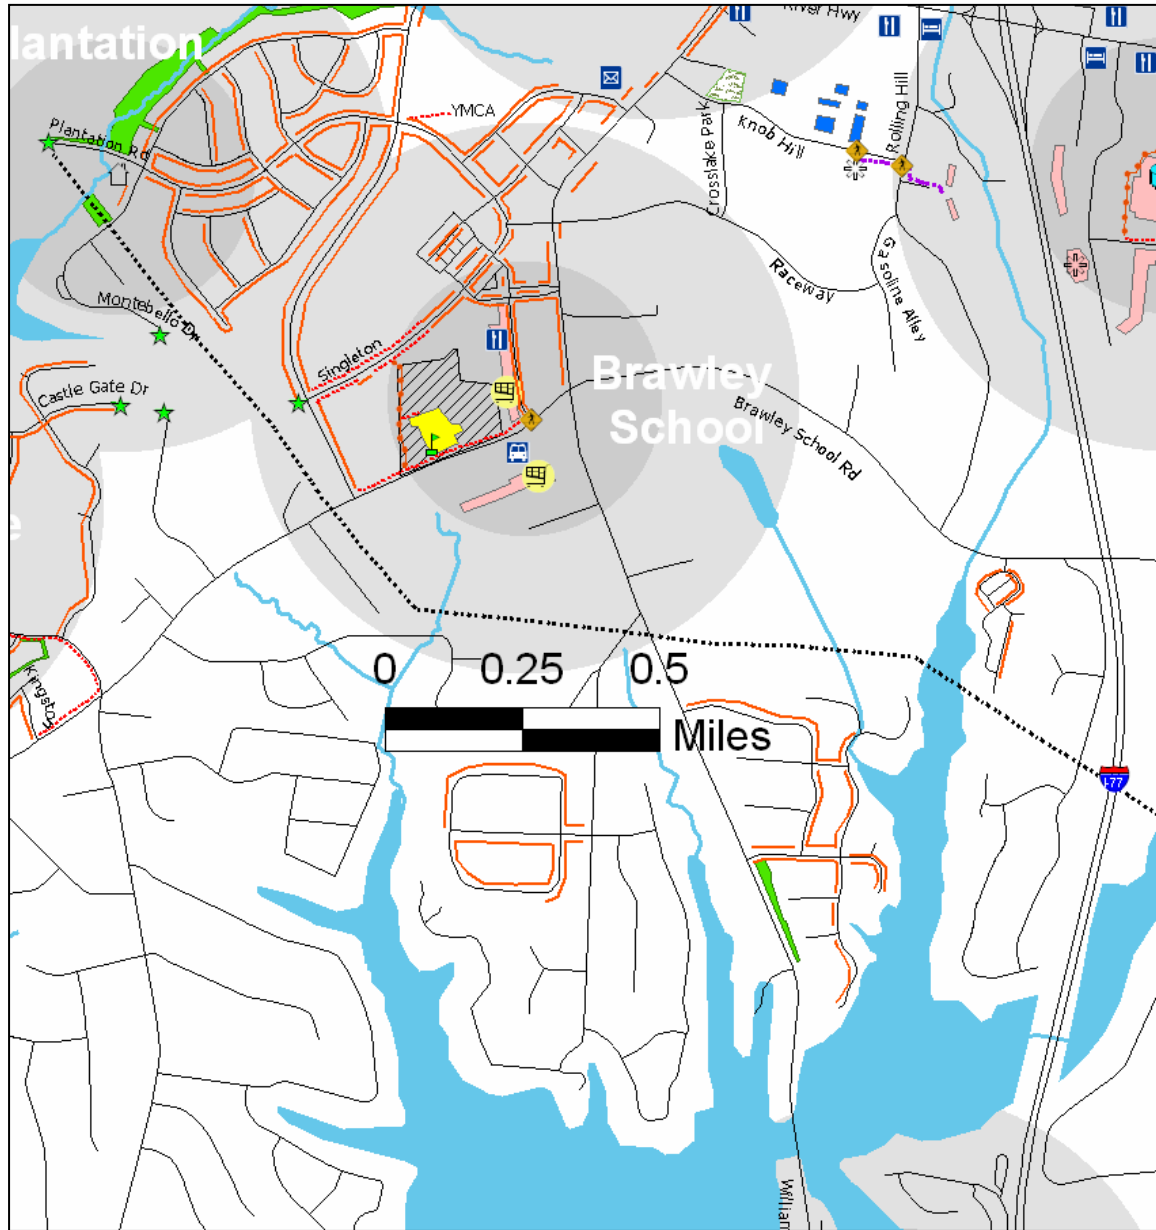 River Hwy
lantation
YMCA
Plantation Rd
Crosslake Park
Knob Hill
Rolling Hill
Gasoline Alley
Raceway
Montebello Dr
Singleton
Castle Gate Dr
Brawley
School
Brawley School Rd
e
Kingston
0 0.25 0.5
Miles
I-77
William